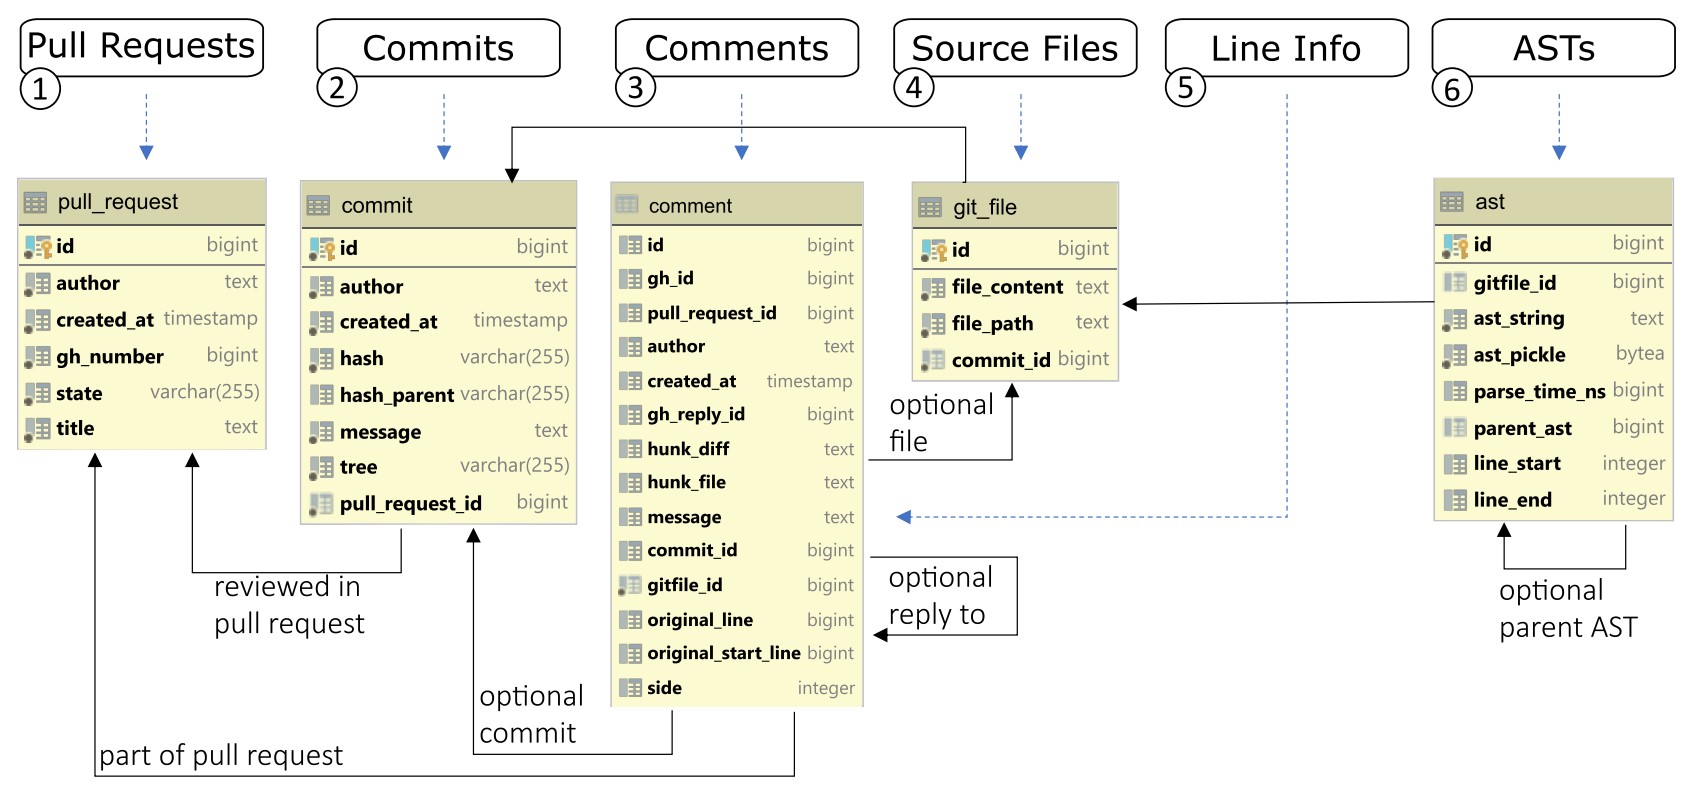 Pull Requests
1
Commits
2
Comments
3
Source Files
4
Line Info
5
ASTs
6
pull_request
id bigint
author text
created_at timestamp
gh_number bigint
state varchar(255)
title text
commit
id bigint
author text
created_at timestamp
hash varchar(255)
hash_parent varchar(255)
message text
tree varchar(255)
pull_request_id bigint
comment
id bigint
gh_id bigint
pull_request_id bigint
author text
created_at timestamp
gh_reply_id bigint
hunk_diff text
hunk_file text
message text
commit_id bigint
gitfile_id bigint
original_line bigint
original_start_line bigint
side integer
git_file
id bigint
file_content text
file_path text
commit_id bigint
ast
id bigint
gitfile_id bigint
ast_string text
ast_pickle bytea
parse_time_ns bigint
parent_ast bigint
line_start integer
line_end integer
optional
file
optional
reply to
optional
parent AST
reviewed in
pull request
optional
commit
part of pull request